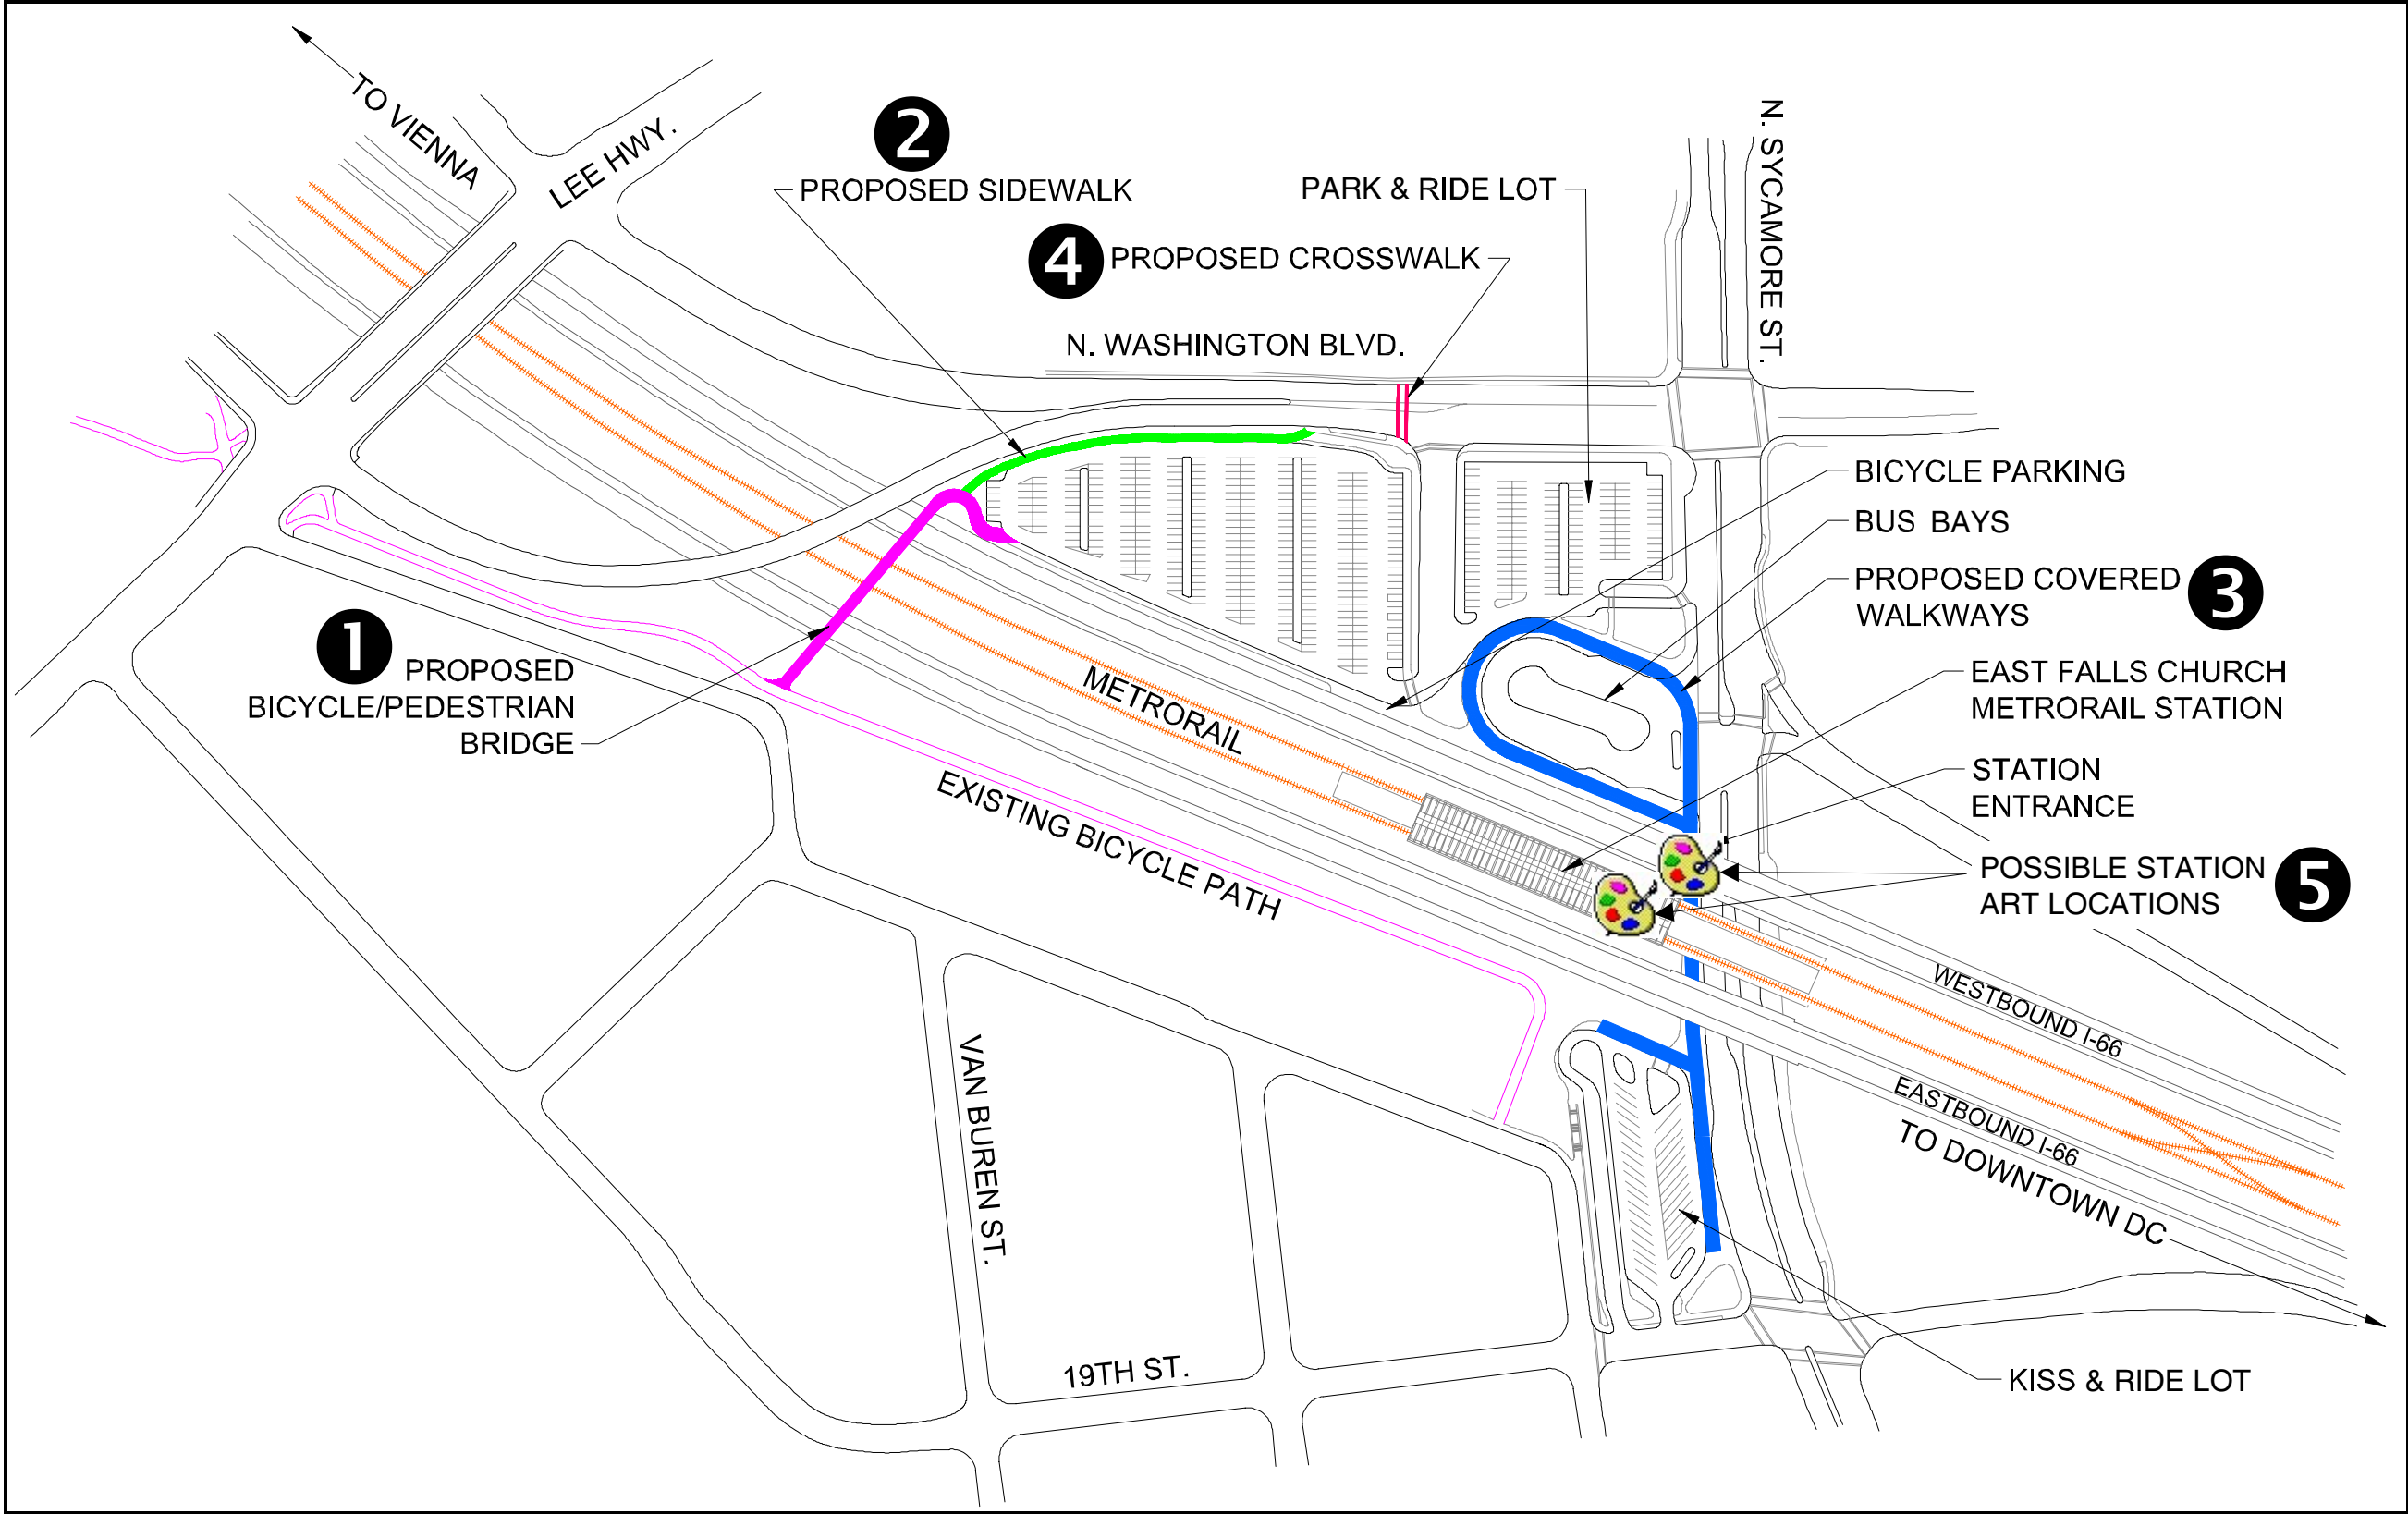 TO VIENNA
LEE HWY.
2
PROPOSED SIDEWALK
PARK & RIDE LOT
N. SYCAMORE ST.
4 PROPOSED CROSSWALK
N. WASHINGTON BLVD.
BICYCLE PARKING
BUS BAYS
PROPOSED COVERED
WALKWAYS
3
1
PROPOSED
BICYCLE/PEDESTRIAN
BRIDGE
METRORAIL
EAST FALLS CHURCH
METRORAIL STATION
STATION
ENTRANCE
EXISTING BICYCLE PATH
POSSIBLE STATION
ART LOCATIONS
5
WESTBOUND I-66
EASTBOUND I-66
TO DOWNTOWN DC
VAN BUREN ST.
19TH ST.
KISS & RIDE LOT